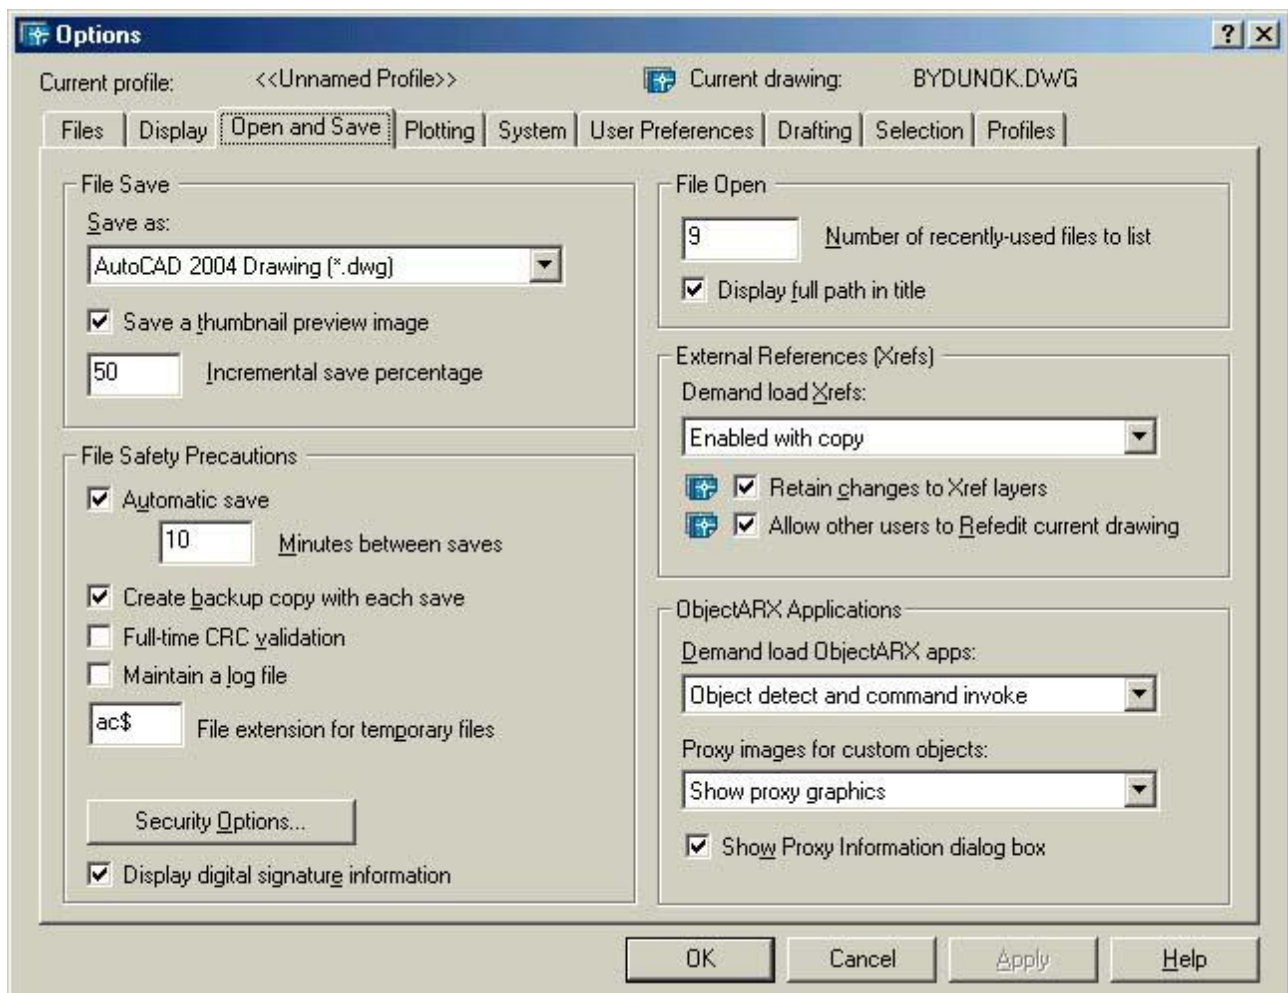 Options
Current profile: <<Unnamed Profile>> Current drawing: BYDUNOK.DWG
Files Display Open and Save Plotting System User Preferences Drafting Selection Profiles
File Save
Save as:
AutoCAD 2004 Drawing (*.dwg)
Save a thumbnail preview image
50 Incremental save percentage
File Safety Precautions
Automatic save
10 Minutes between saves
Create backup copy with each save
Full-time CRC validation
Maintain a log file
ac$ File extension for temporary files
Security Options...
Display digital signature information
File Open
9 Number of recently-used files to list
Display full path in title
External References (Xrefs)
Demand load Xrefs:
Enabled with copy
Retain changes to Xref layers
Allow other users to Refedit current drawing
ObjectARX Applications
Demand load ObjectARX apps:
Object detect and command invoke
Proxy images for custom objects:
Show proxy graphics
Show Proxy Information dialog box
OK Cancel Apply Help